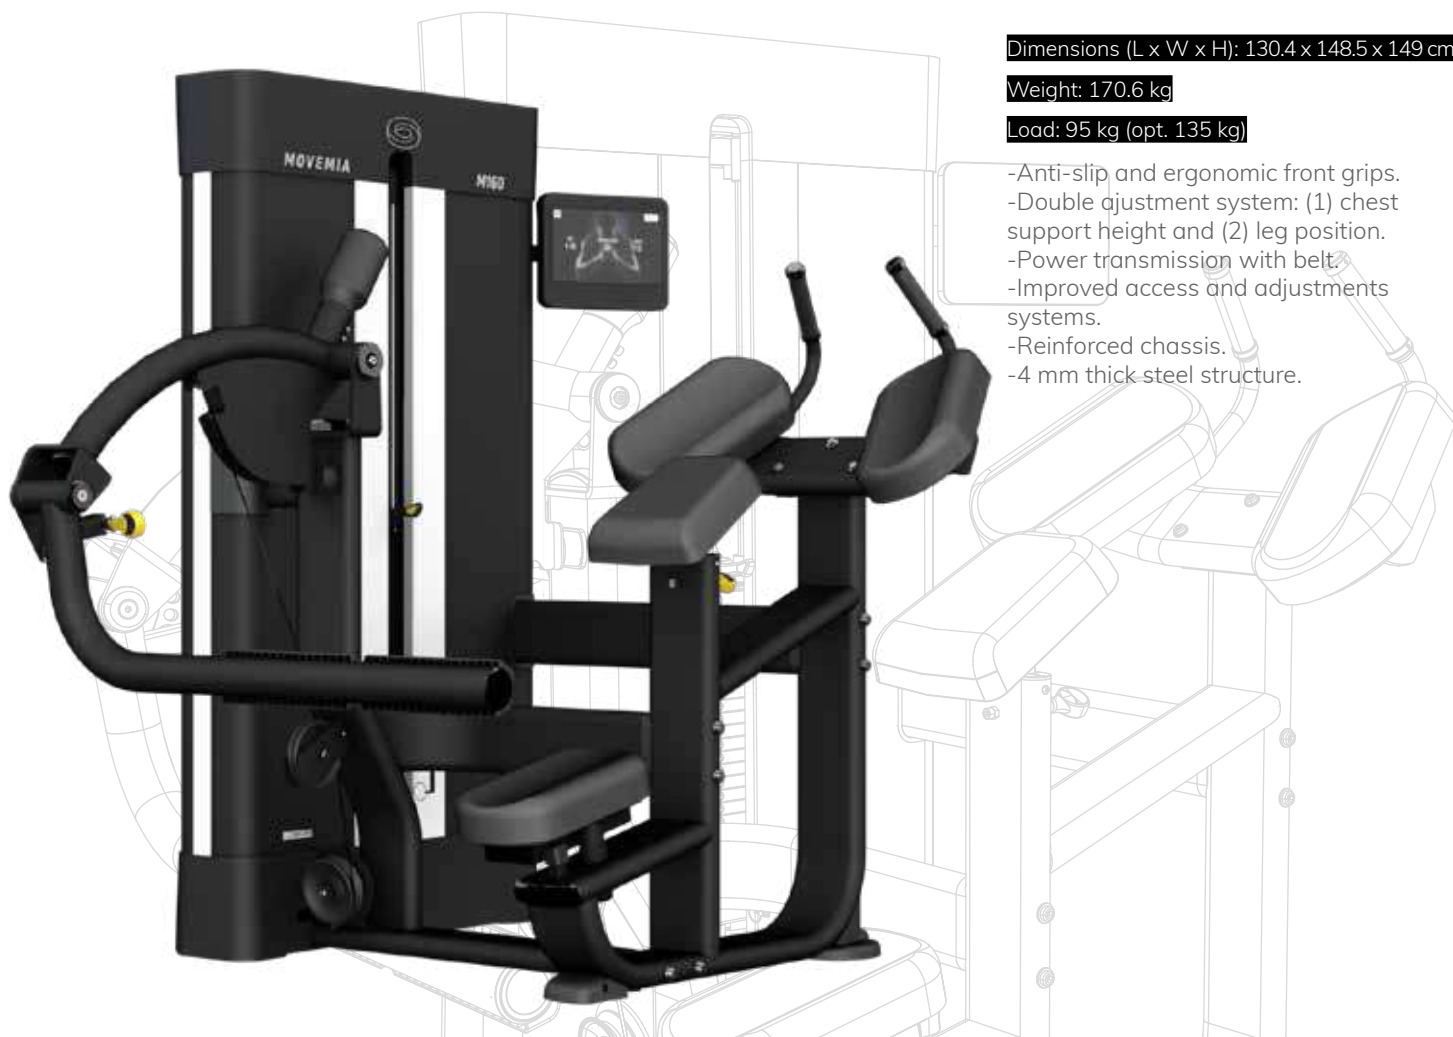 Dimensions (L x W x H): 130.4 x 148.5 x 149 cm
Weight: 170.6 kg
Load: 95 kg (opt. 135 kg)
-Anti-slip and ergonomic front grips.
-Double ajustment system: (1) chest
support height and (2) leg position.
-Power transmission with belt.
-Improved access and adjustments
systems.
-Reinforced chassis.
-4 mm thick steel structure.
MOVEMIA
M160